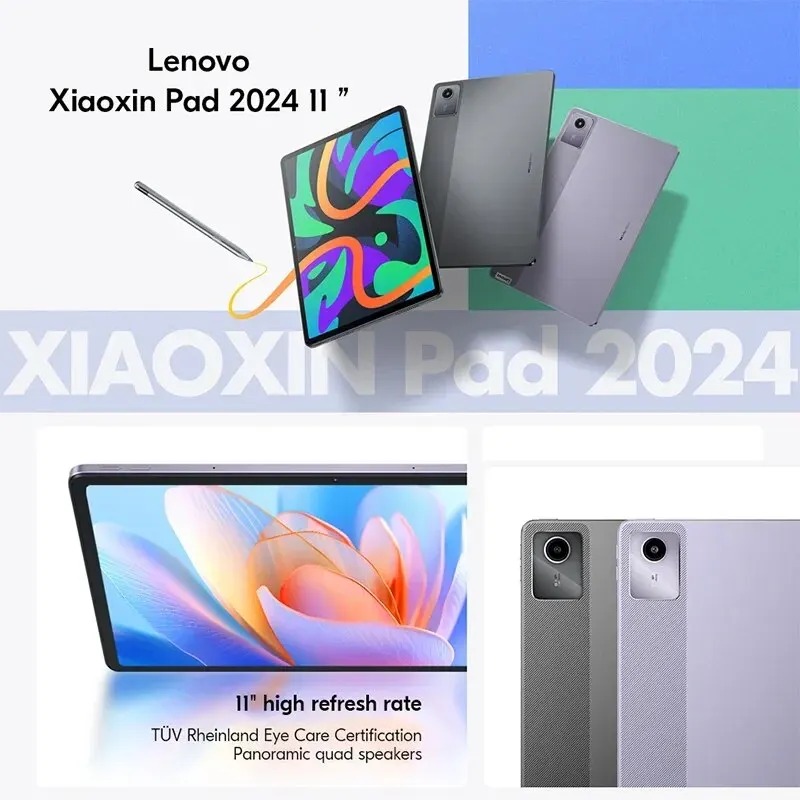 Lenovo
Xiaoxin Pad 2024 11 ”
XIAOXIN Pad 2024
11" high refresh rate
TÜV Rheinland Eye Care Certification
Panoramic quad speakers